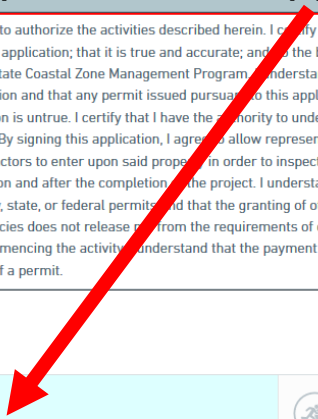 to authorize the activities described herein. I certify
application; that it is true and accurate; and to the
tate Coastal Zone Management Program. understa
ion and that any permit issued pursuant to this appl
on is untrue. I certify that I have the authority to unde
By signing this application, I agree to allow represen
ctors to enter upon said property in order to inspect
on and after the completion the project. I understa
, state, or federal permits and that the granting of o
cies does not release from the requirements of
mencing the activity. understand that the payment
f a permit.